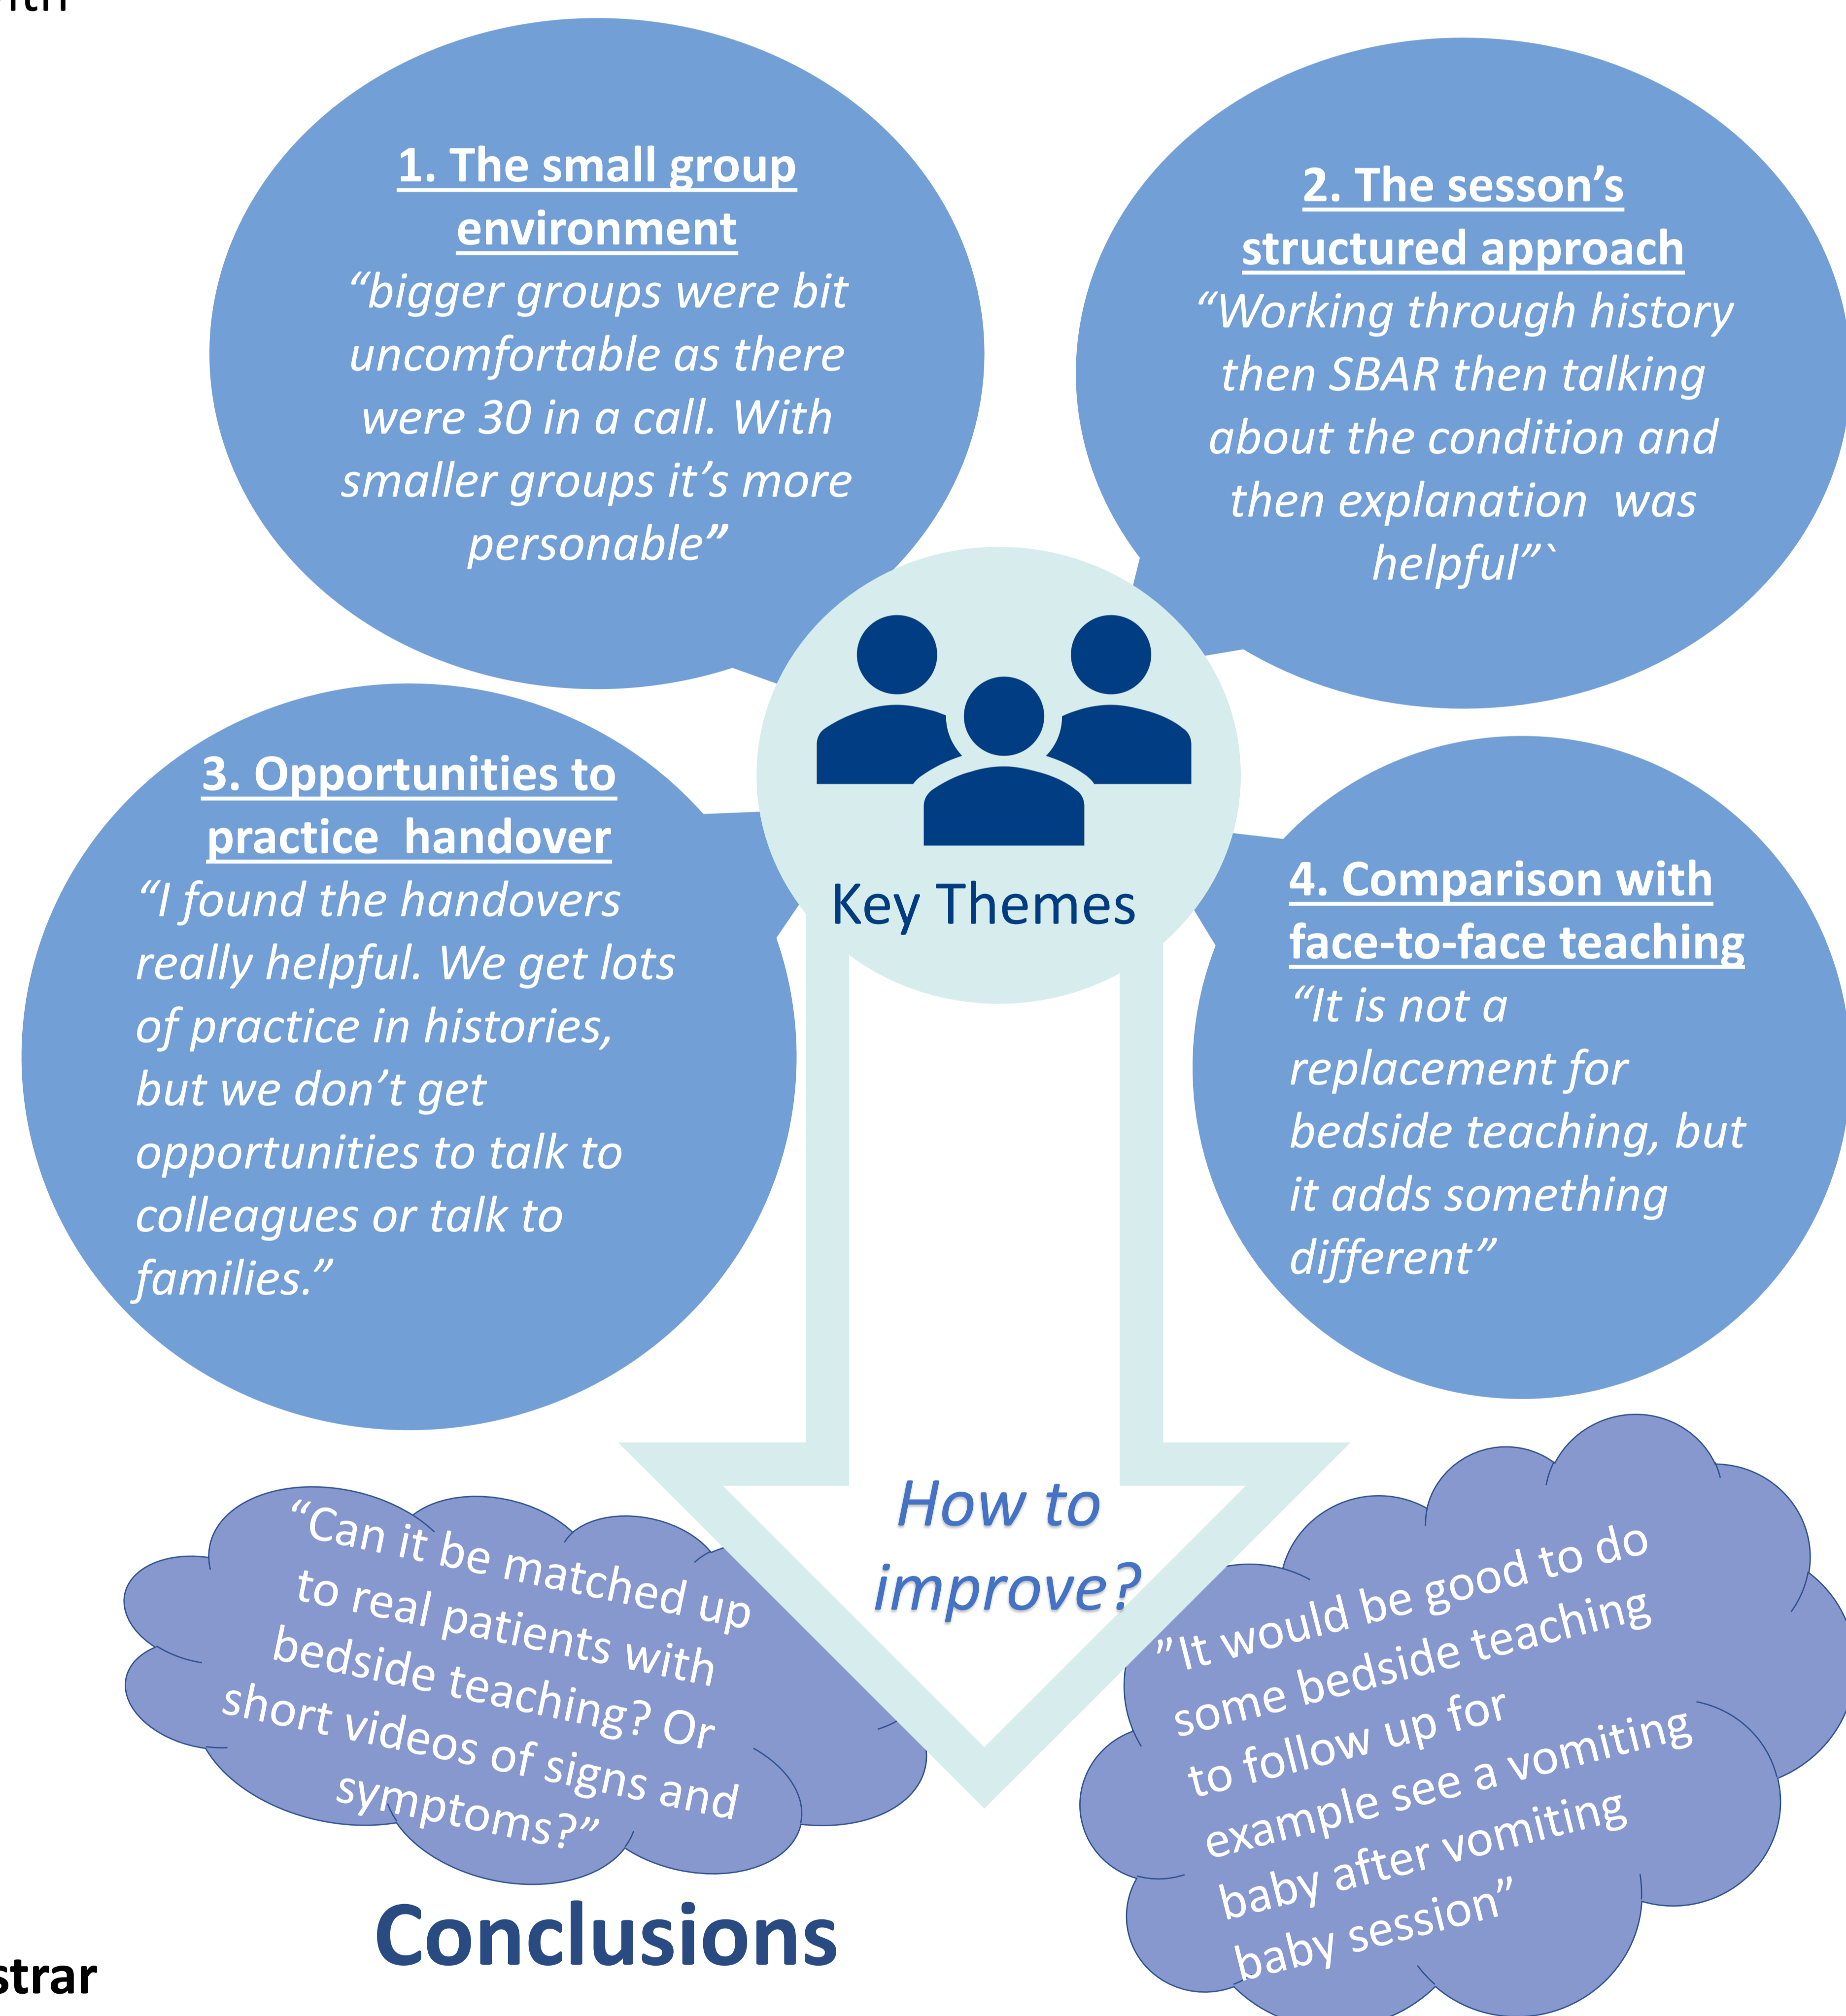 1. The small group
environment
“bigger groups were bit
uncomfortable as there
were 30 in a call. With
smaller groups it’s more
personable”
2. The sesson’s
structured approach
“Working through history
then SBAR then talking
about the condition and
then explanation  was
helpful”`
Key Themes
3. Opportunities to
practice  handover
“I found the handovers
really helpful. We get lots
of practice in histories,
but we don’t get
opportunities to talk to
colleagues or talk to
families.”
4. Comparison with
face-to-face teaching
“It is not a
replacement for
bedside teaching, but
it adds something
different”
How to
improve?
“Can it be matched up
to real patients with
bedside teaching? Or
short videos of signs and
symptoms?”
”It would be good to do
some bedside teaching
to follow up for
example see a vomiting
baby after vomiting
baby session”
Conclusions
strar